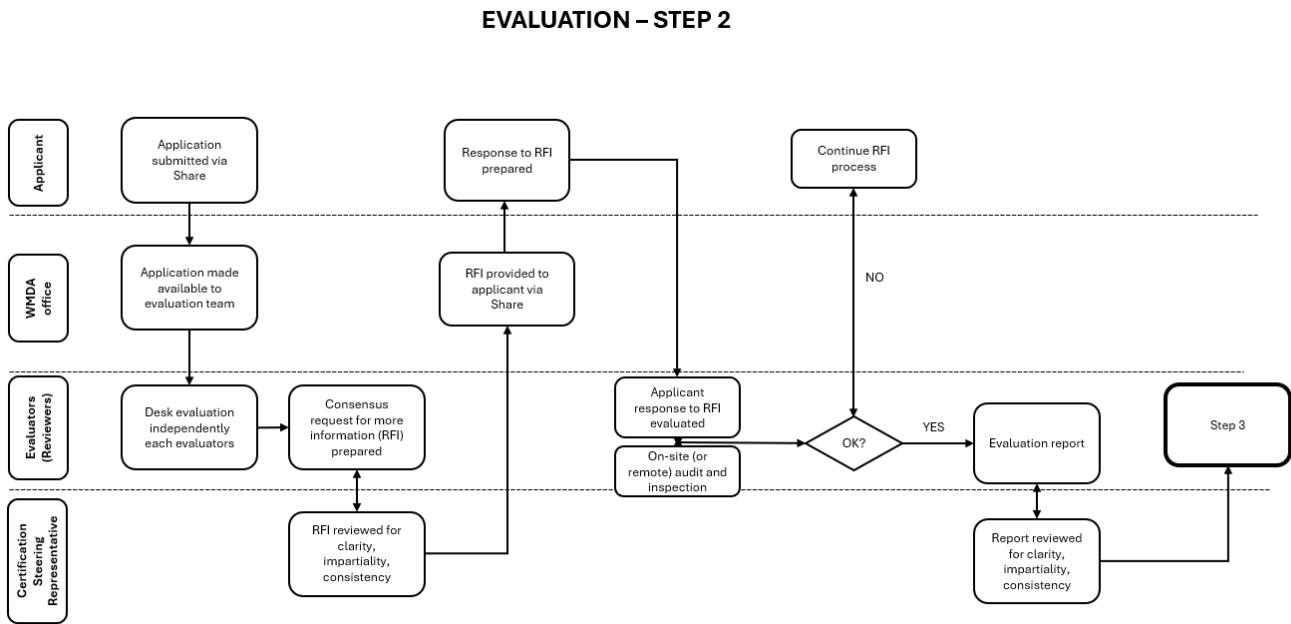 EVALUATION – STEP 2
Applicant
Application
submitted via
Share
Response to RFI
prepared
Continue RFI
process
WMDA
office
Application made
available to
evaluation team
RFI provided to
applicant via
Share
NO
Evaluators
(Reviewers)
Desk evaluation
independently
each evaluators
Consensus
request for more
information (RFI)
prepared
Applicant
response to RFI
evaluated
On-site (or
remote) audit and
inspection
OK?
YES
Evaluation report
Step 3
Certification
Steering
Representative
RFI reviewed for
clarity,
impartiality,
consistency
Report reviewed
for clarity,
impartiality,
consistency